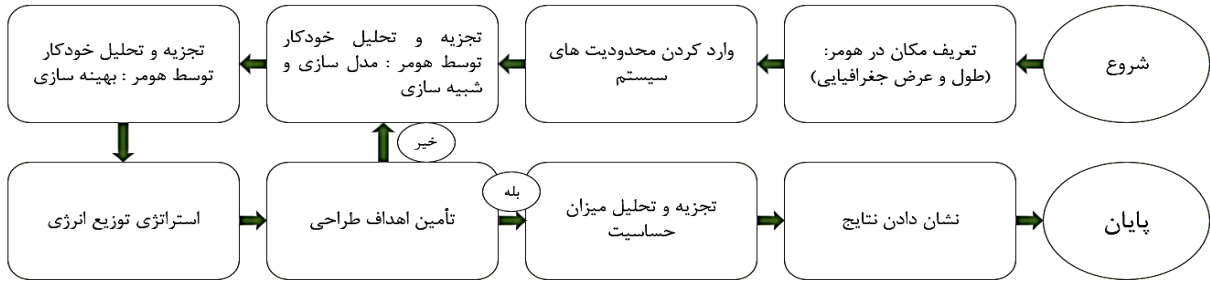 شروع
تعریف مکان در هومر:
(طول و عرض جغرافیایی)
وارد کردن محدودیت های
سیستم
تجزیه و تحلیل خودکار
توسط هومر : مدل سازی و
شبیه سازی
تجزیه و تحلیل خودکار
توسط هومر : بهینه سازی
استراتژی توزیع انرژی
تأمین اهداف طراحی
خیر
بله
تجزیه و تحلیل میزان
حساسیت
نشان دادن نتایج
پایان